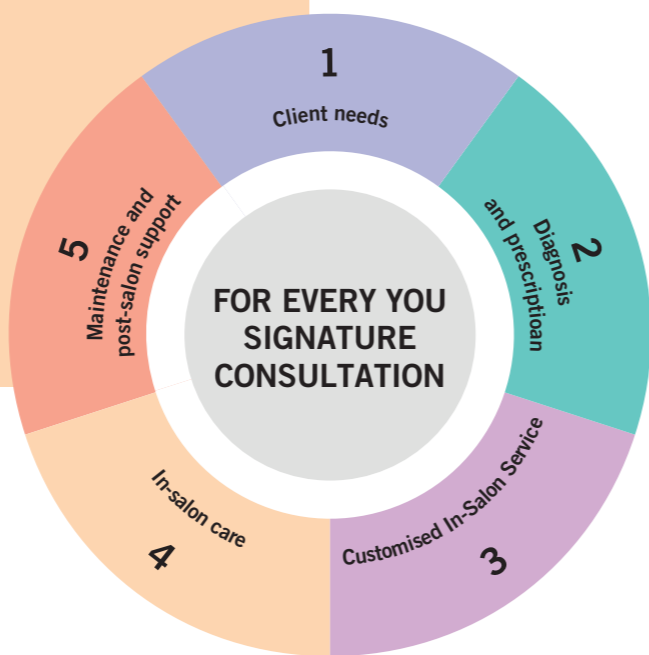 FOR EVERY YOU
SIGNATURE
CONSULTATION
1
Client needs
2
Diagnosis
and prescriptioan
3
Customised In-Salon Service
4
In-salon care
5
Maintenance and
post-salon support